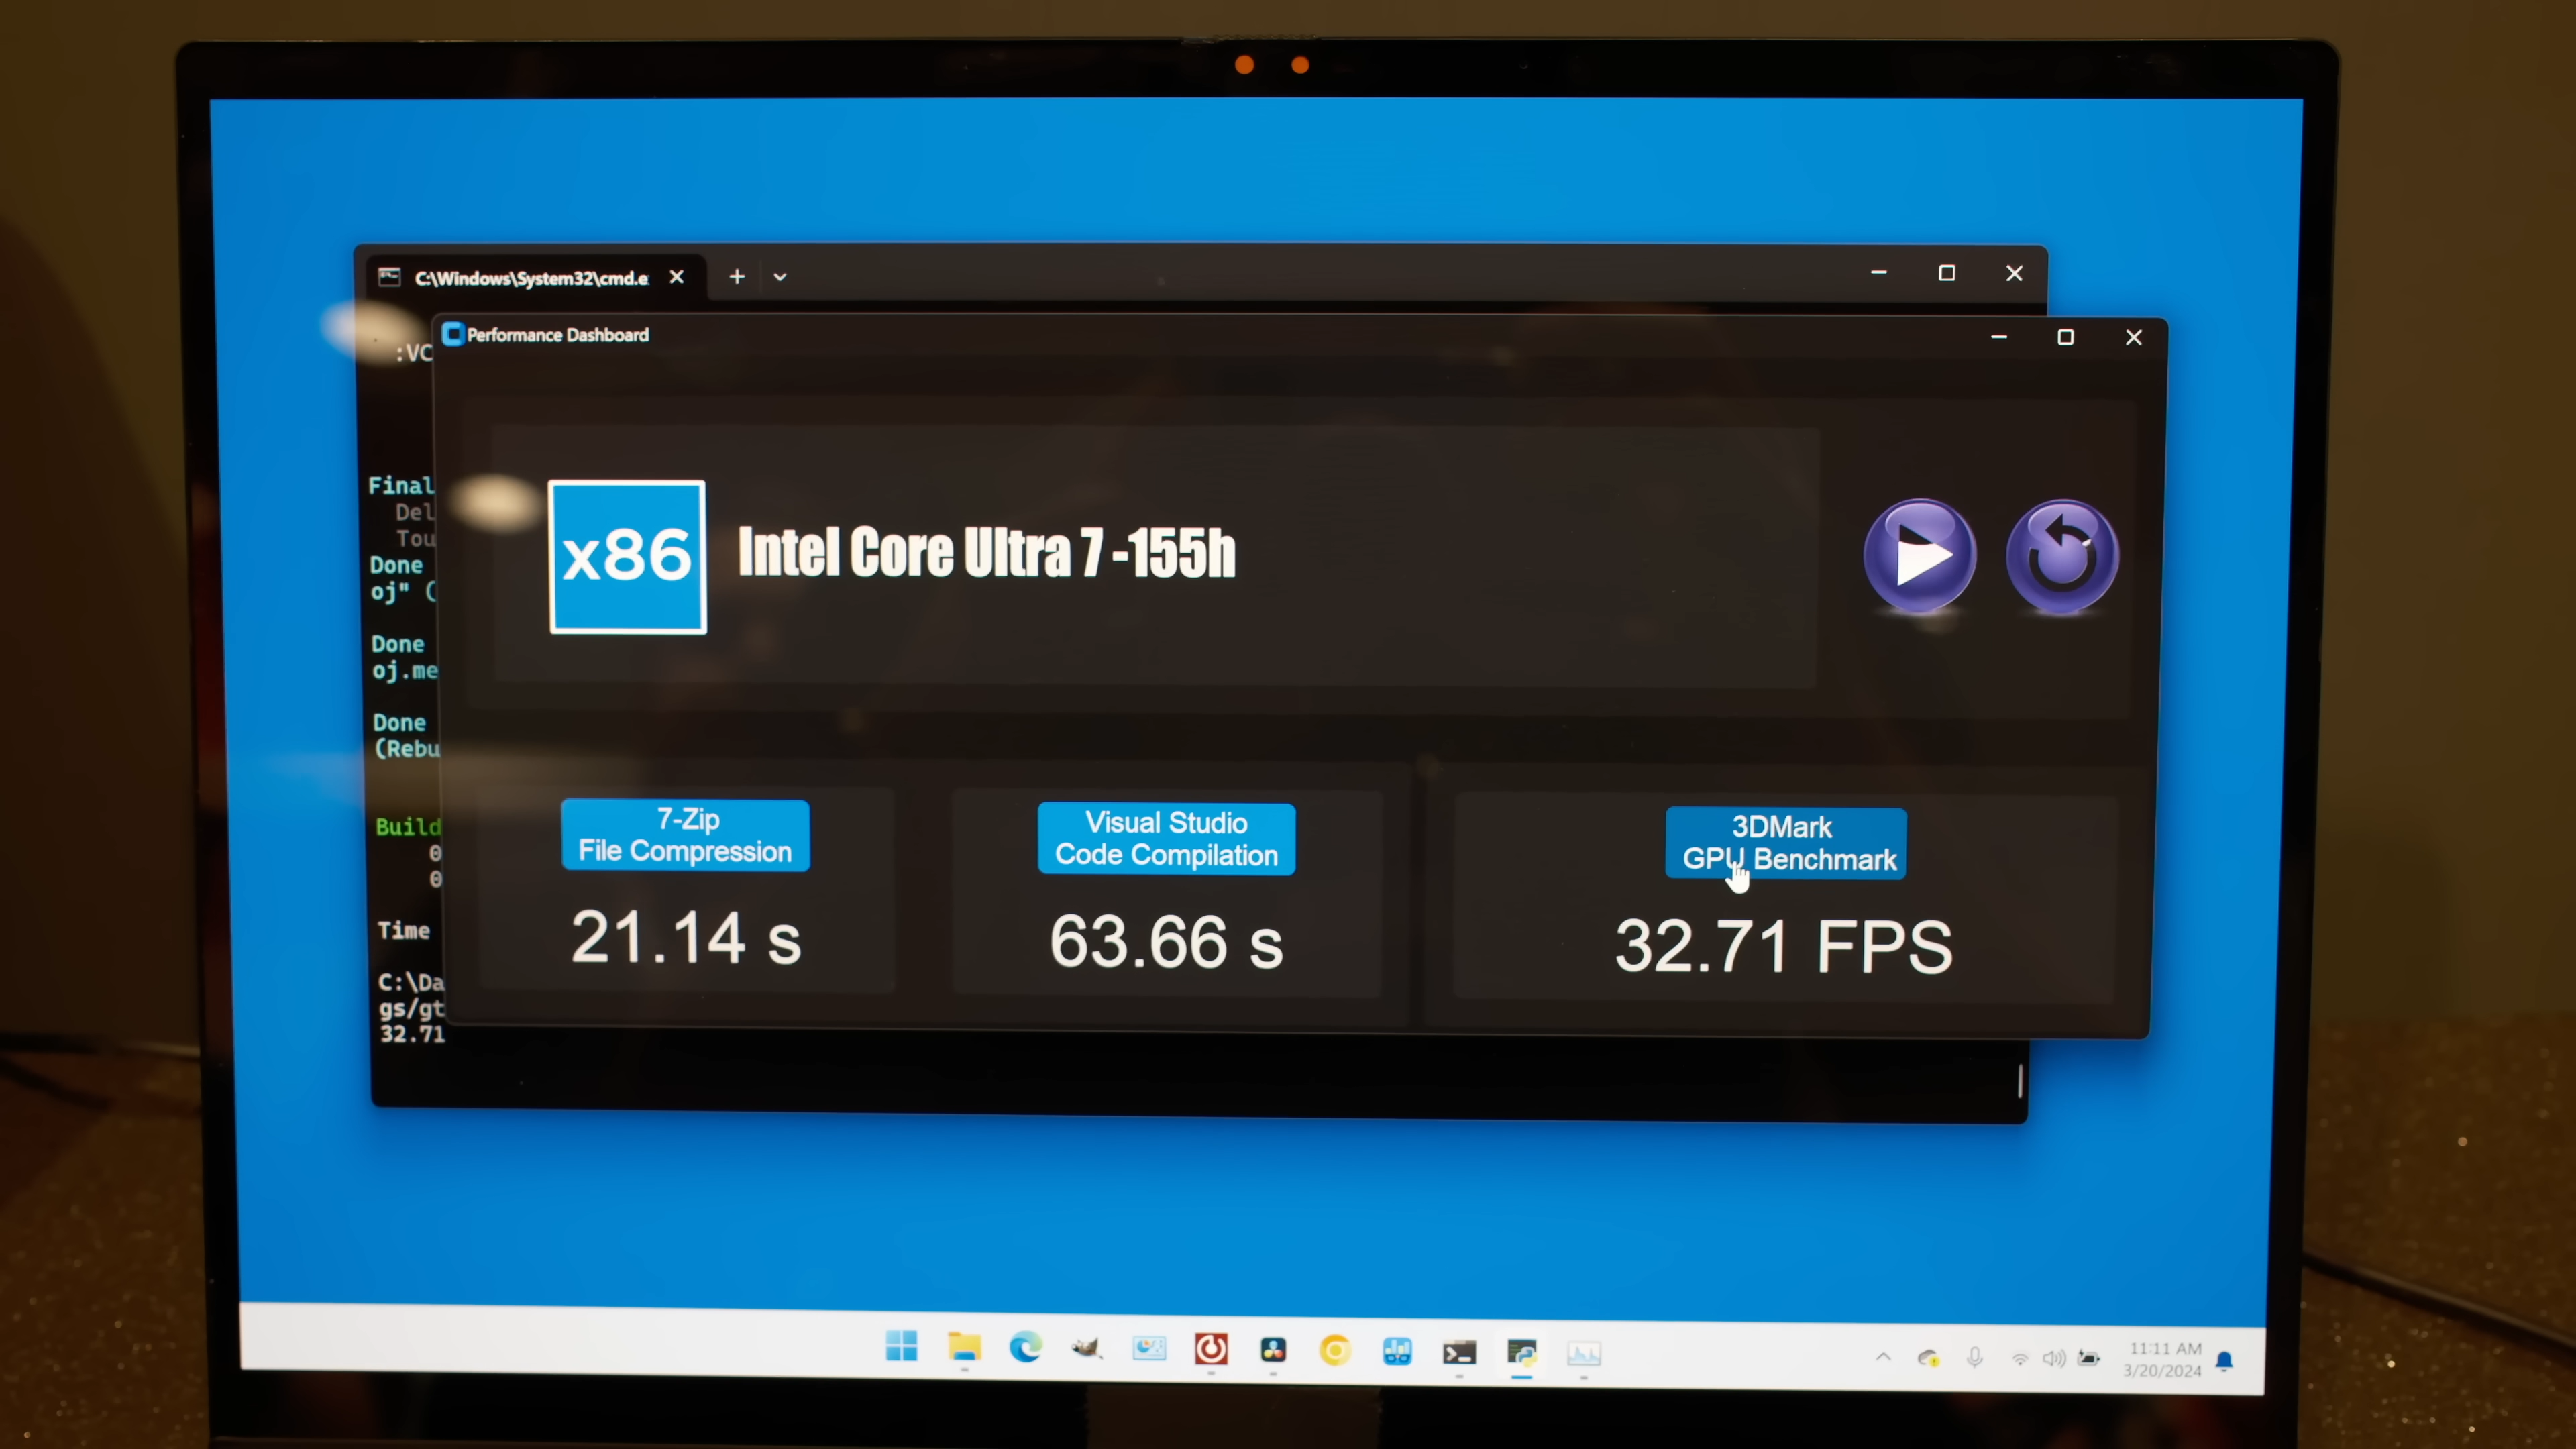 C:\Windows\System32\cmd.e
Performance Dashboard
:VC
x86
Intel Core Ultra 7 -155h
Final
Del
Tou
Done
oj" (
Done
oj.me
Done
(Rebu
Build
0
0
Time
C:\Da
gs/gt
32.71
7-Zip
File Compression
21.14 s
Visual Studio
Code Compilation
63.66 s
3DMark
GPU Benchmark
32.71 FPS
11:11 AM
3/20/2024